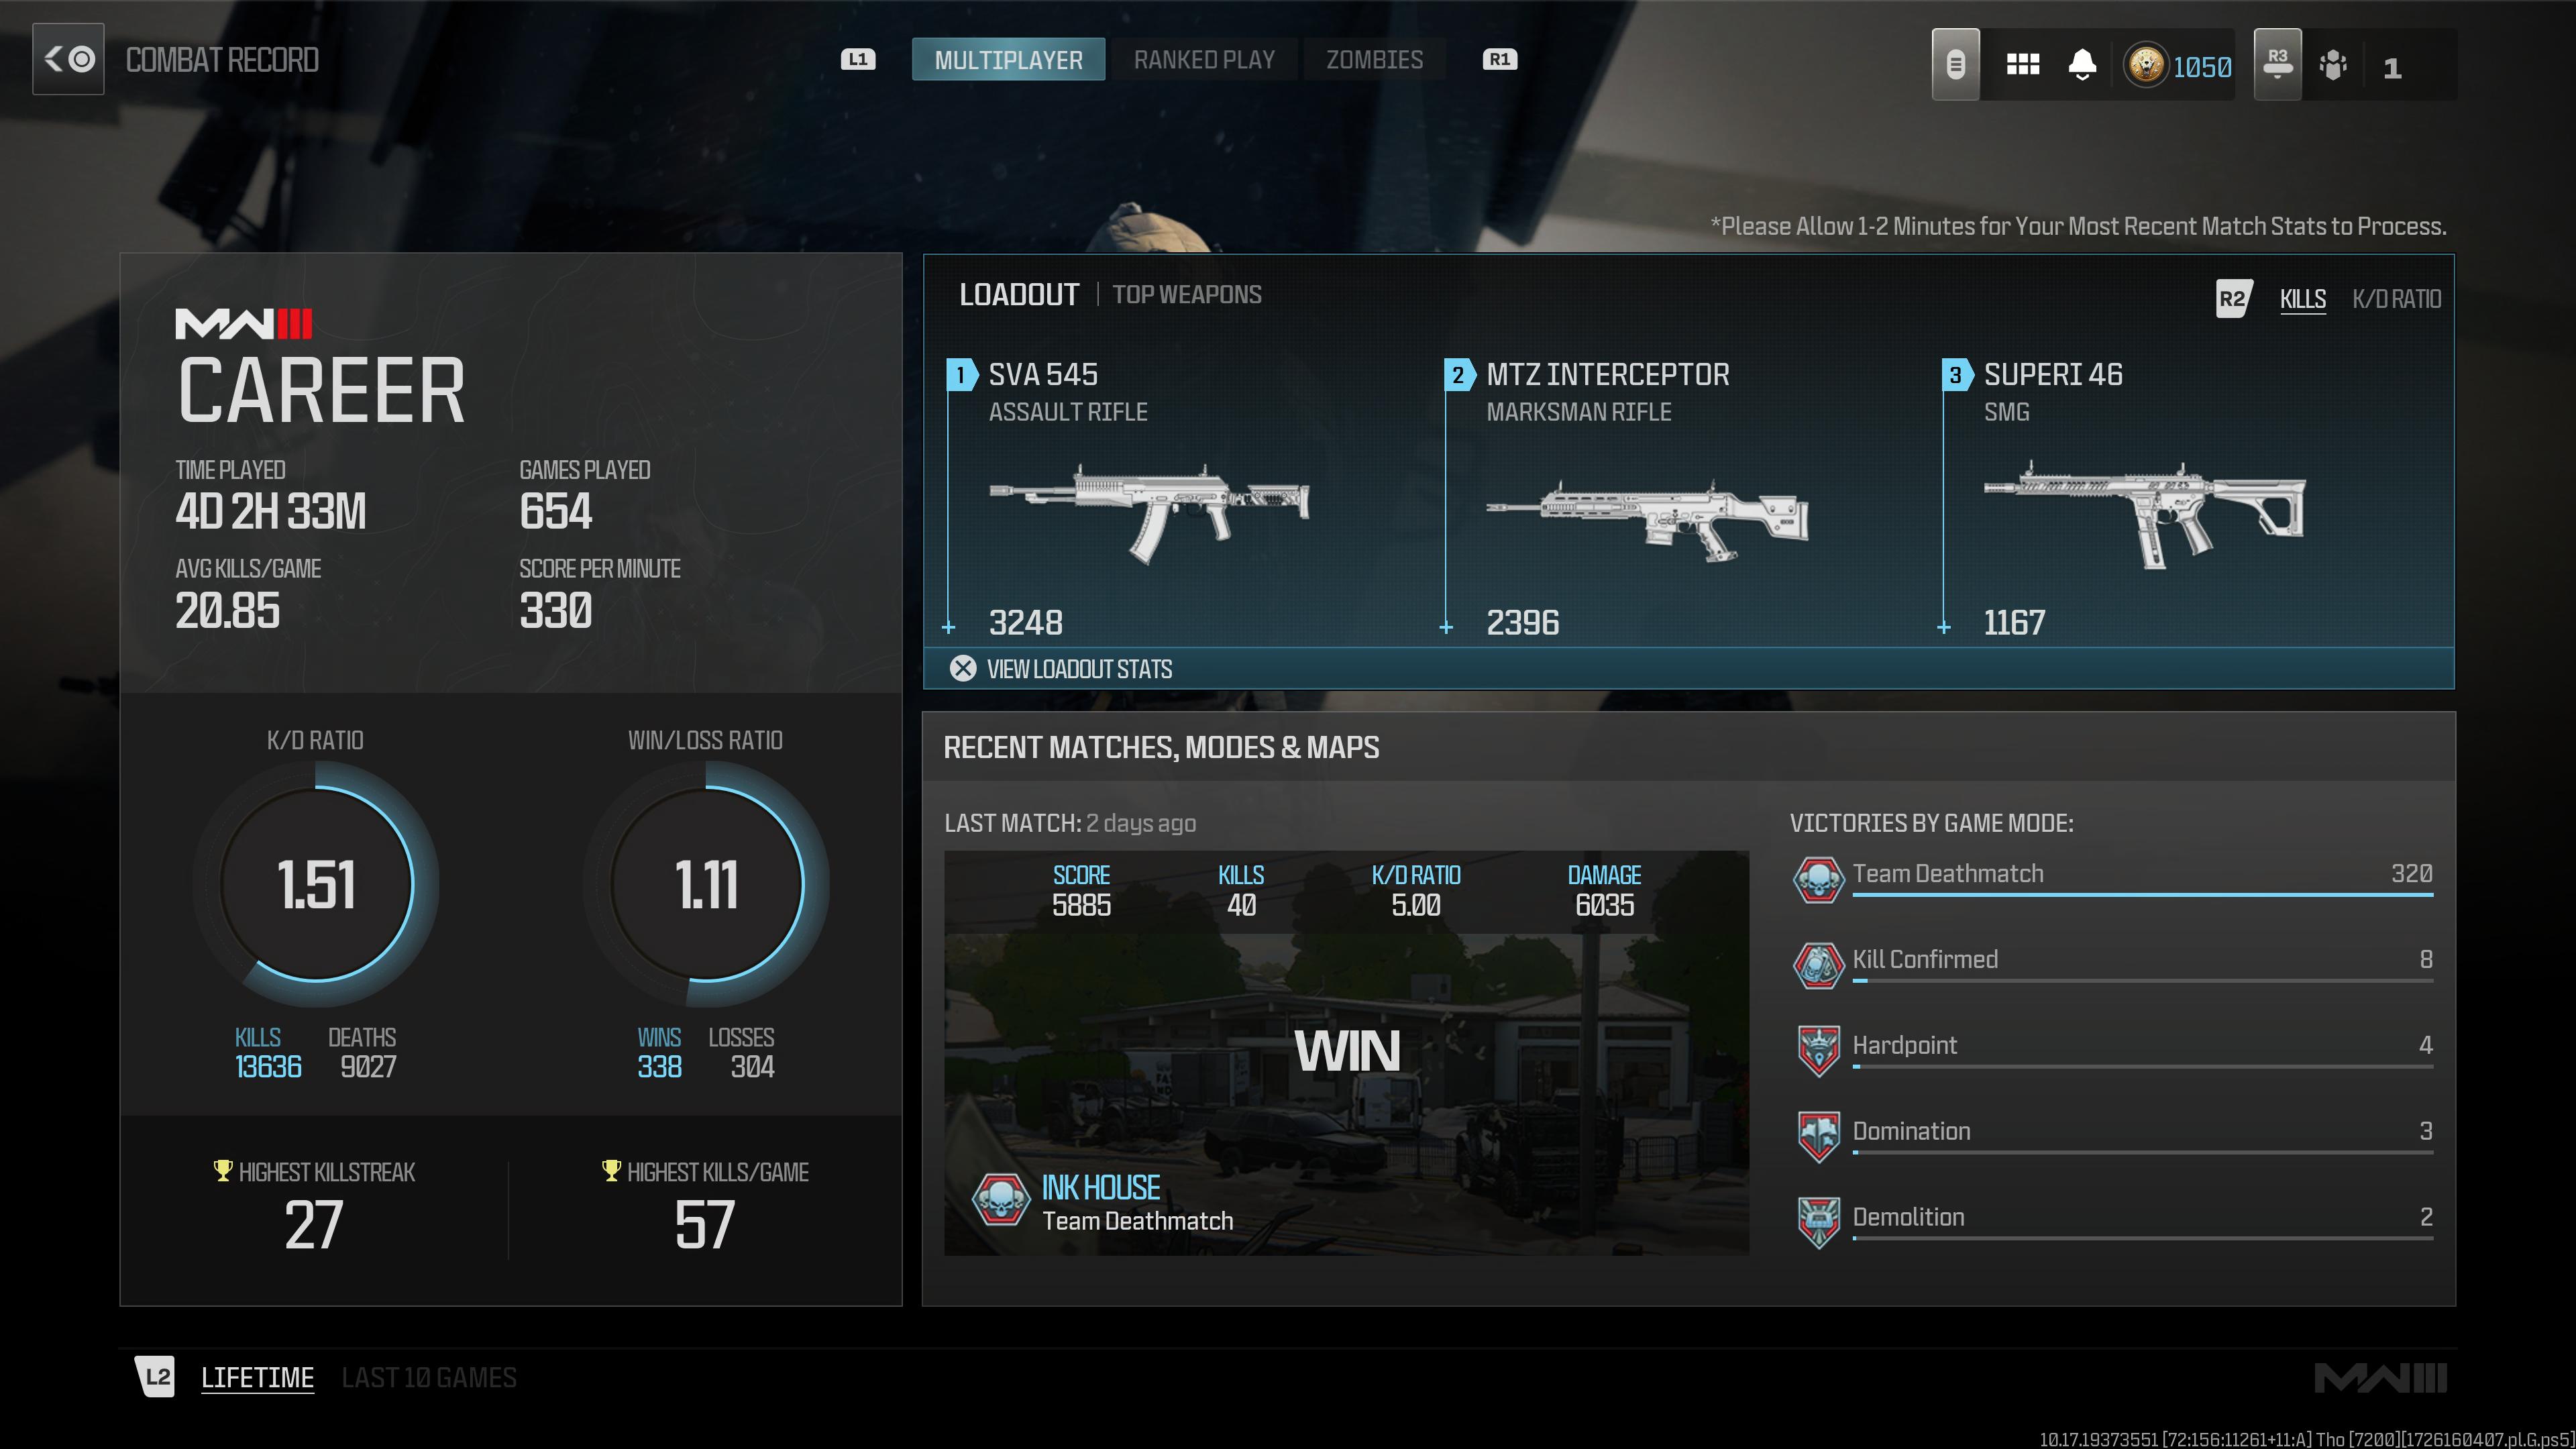 COMBAT RECORD
L1 MULTIPLAYER RANKED PLAY ZOMBIES R1
1050 R3 1
*Please Allow 1-2 Minutes for Your Most Recent Match Stats to Process.
MWIII
CAREER
TIME PLAYED GAMES PLAYED
4D 2H 33M 654
AVG KILLS/GAME SCORE PER MINUTE
20.85 330
K/D RATIO WIN/LOSS RATIO
1.51 1.11
KILLS DEATHS WINS LOSSES
13636 9027 338 304
HIGHEST KILLSTREAK HIGHEST KILLS/GAME
27 57
LOADOUT | TOP WEAPONS R2 KILLS K/D RATIO
1 SVA 545 2 MTZ INTERCEPTOR 3 SUPERI 46
ASSAULT RIFLE MARKSMAN RIFLE SMG
3248 2396 1167
VIEW LOADOUT STATS
RECENT MATCHES, MODES & MAPS
LAST MATCH: 2 days ago
SCORE KILLS K/D RATIO DAMAGE
5885 40 5.00 6035
WIN
INK HOUSE
Team Deathmatch
VICTORIES BY GAME MODE:
Team Deathmatch 320
Kill Confirmed 8
Hardpoint 4
Domination 3
Demolition 2
L2 LIFETIME LAST 10 GAMES
MWIII
10.17.19373551 [72:156:11261+11:A] Tho [7200][1726160407.pl.G.ps5]